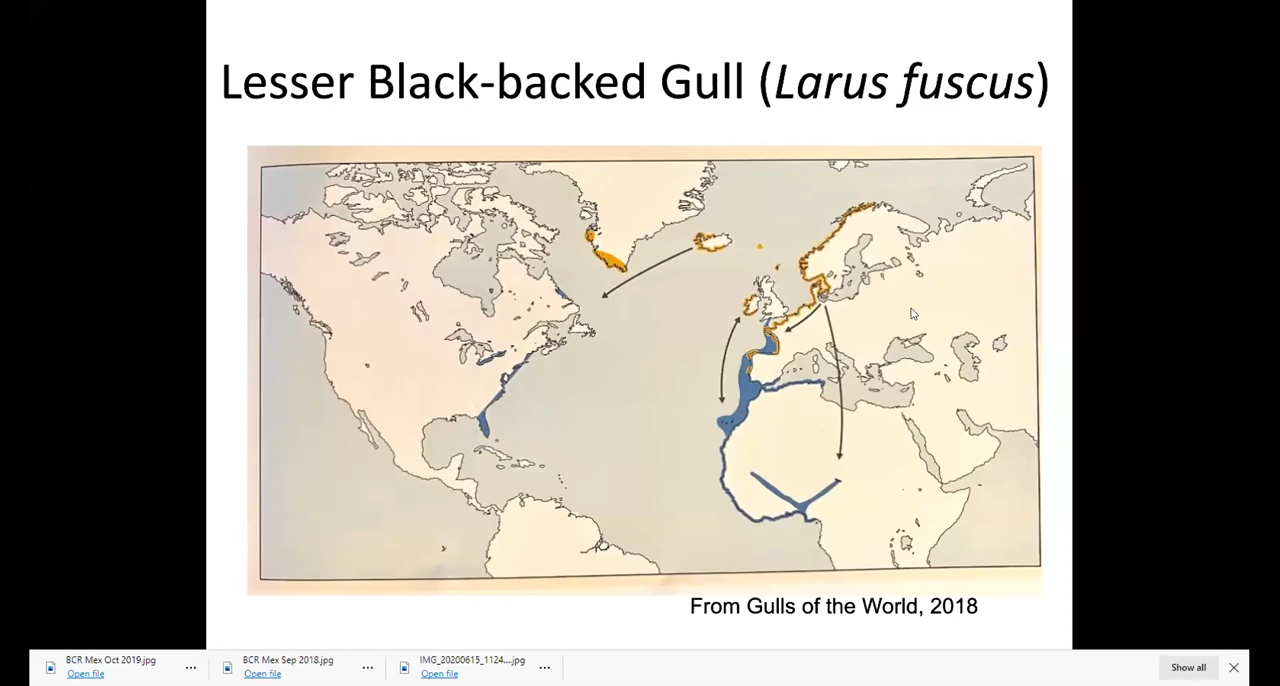 Lesser Black-backed Gull (Larus fuscus)
From Gulls of the World, 2018
BCR Mex Oct 2019.jpg
Open file
BCR Mex Sep 2018.jpg
Open file
IMG_20200615_1124....jpg
Open file
Show all